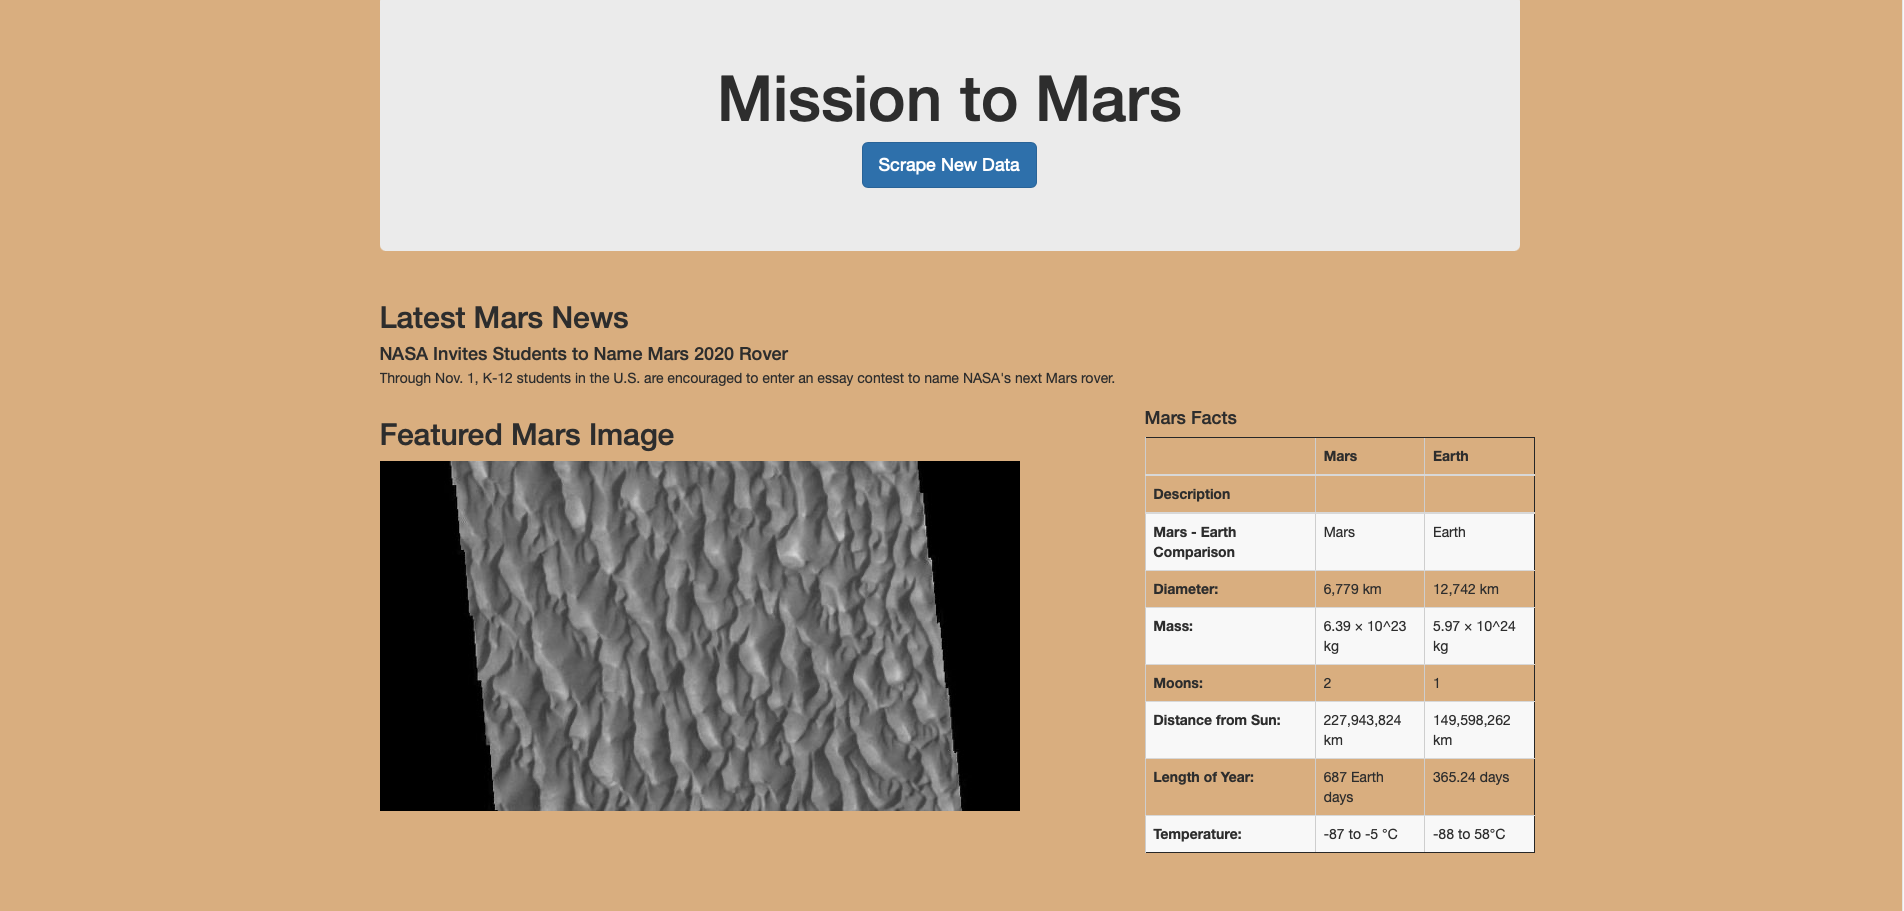 Mission to Mars
Scrape New Data
Latest Mars News
NASA Invites Students to Name Mars 2020 Rover
Through Nov. 1, K-12 students in the U.S. are encouraged to enter an essay contest to name NASA's next Mars rover.
Featured Mars Image
Mars Facts
Mars Earth
Description
Mars - Earth Comparison Mars Earth
Diameter: 6,779 km 12,742 km
Mass: 6.39 × 10^23 kg 5.97 × 10^24 kg
Moons: 2 1
Distance from Sun: 227,943,824 km 149,598,262 km
Length of Year: 687 Earth days 365.24 days
Temperature: -87 to -5 °C -88 to 58°C